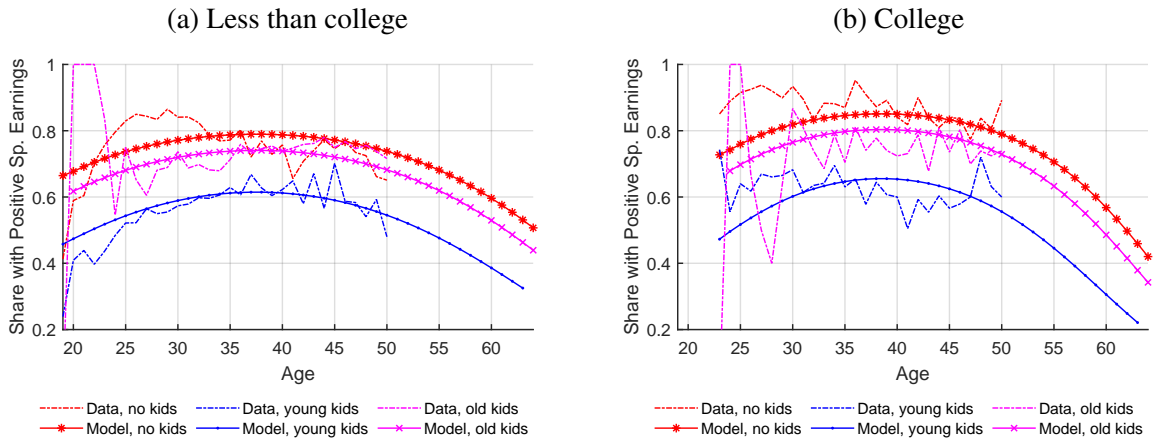 (a) Less than college
(b) College
Share with Positive Sp. Earnings
1
0.8
0.6
0.4
0.2
20 25 30 35 40 45 50 55 60
Age
Data, no kids Data, young kids Data, old kids
Model, no kids Model, young kids Model, old kids
Share with Positive Sp. Earnings
1
0.8
0.6
0.4
0.2
20 25 30 35 40 45 50 55 60
Age
Data, no kids Data, young kids Data, old kids
Model, no kids Model, young kids Model, old kids